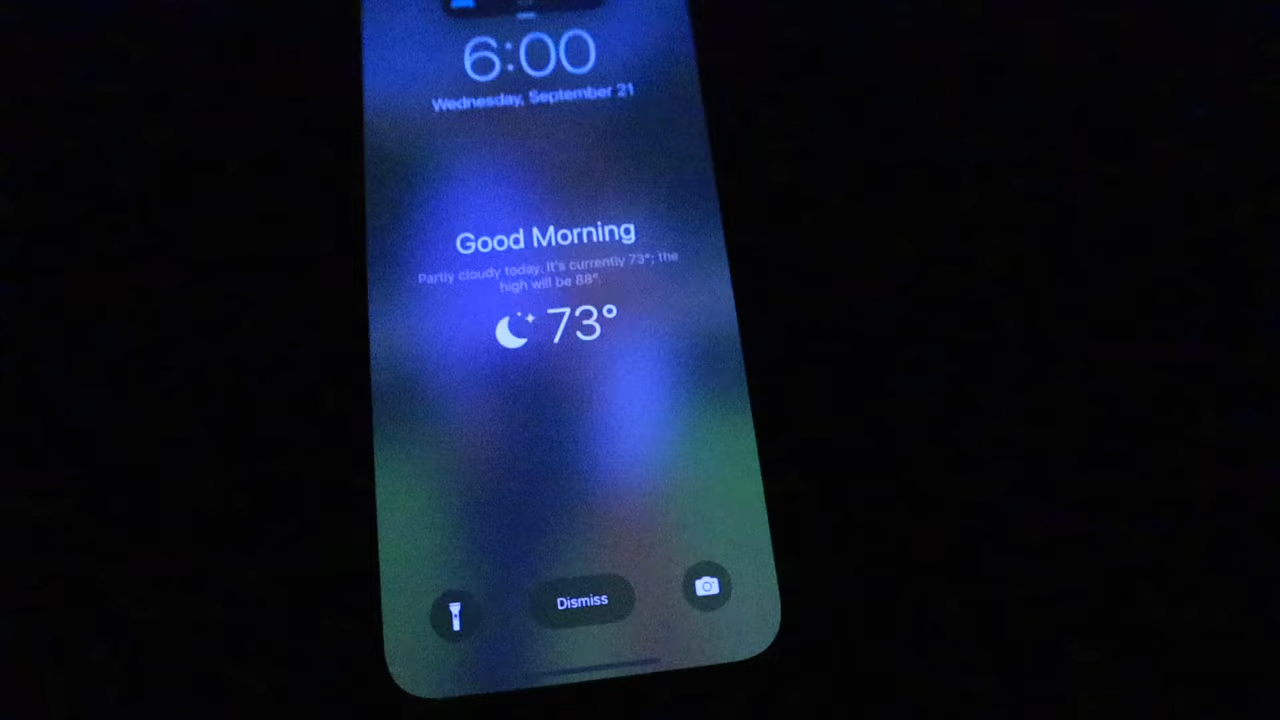 6:00
Wednesday, September 21
Good Morning
Partly cloudy today. It's currently 73°; the
high will be 88°.
73°
Dismiss